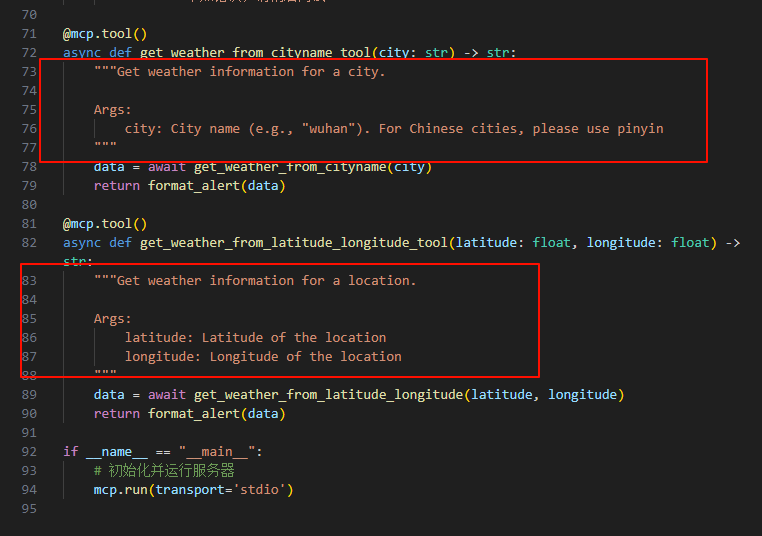 70
71 @mcp.tool()
72 async def get_weather_from_cityname_tool(city: str) -> str:
73     """Get weather information for a city.
74
75     Args:
76         city: City name (e.g., "wuhan"). For Chinese cities, please use pinyin
77     """
78     data = await get_weather_from_cityname(city)
79     return format_alert(data)
80
81 @mcp.tool()
82 async def get_weather_from_latitude_longitude_tool(latitude: float, longitude: float) ->
str:
83     """Get weather information for a location.
84
85     Args:
86         latitude: Latitude of the location
87         longitude: Longitude of the location
88     """
89     data = await get_weather_from_latitude_longitude(latitude, longitude)
90     return format_alert(data)
91
92 if __name__ == "__main__":
93     # 初始化并运行服务器
94     mcp.run(transport='stdio')
95